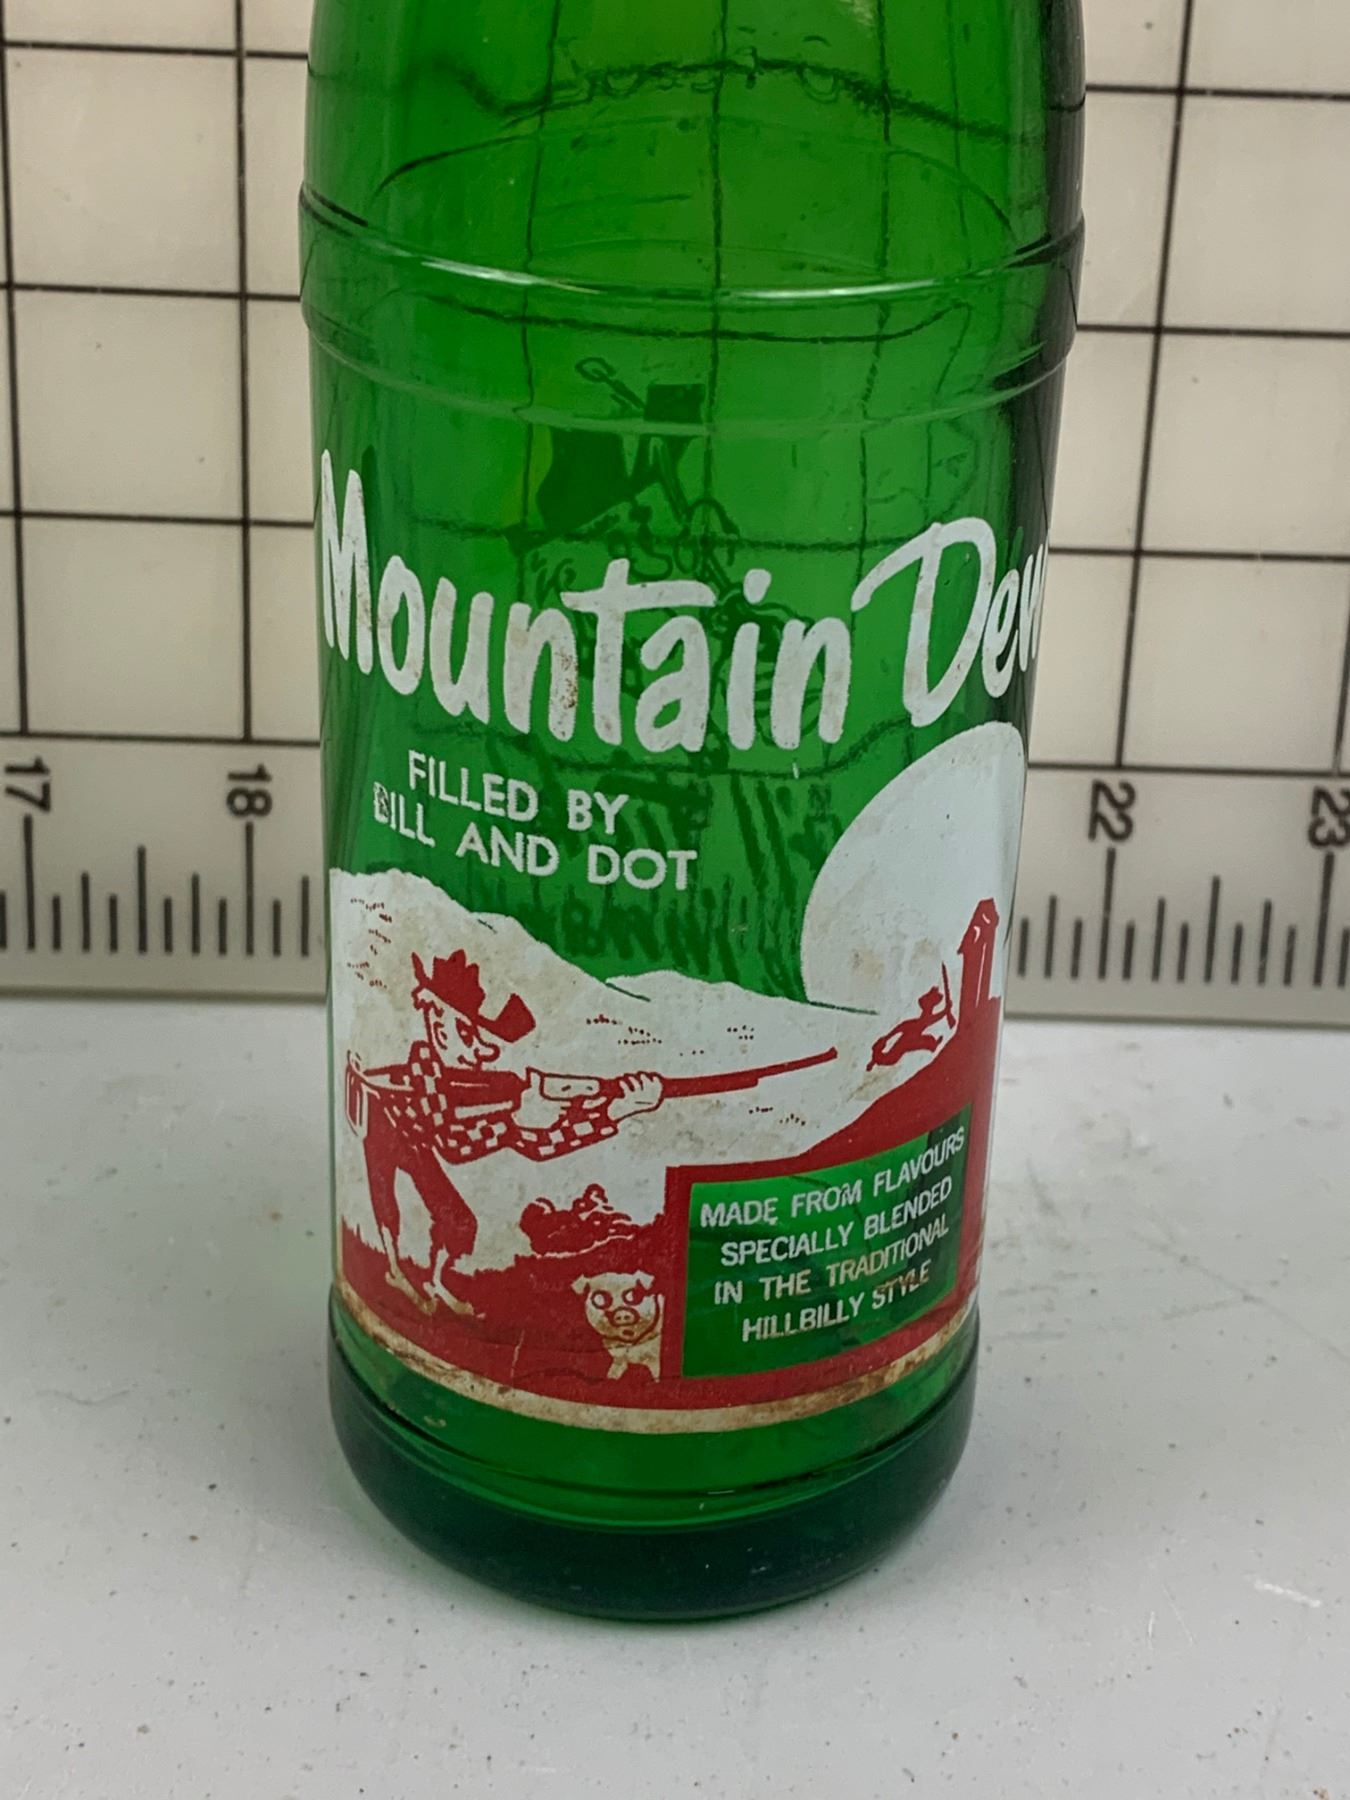 Mountain Dew
FILLED BY
BILL AND DOT
17
18
22
23
MADE FROM FLAVOURS
SPECIALLY BLENDED
IN THE TRADITIONAL
HILLBILLY STYLE